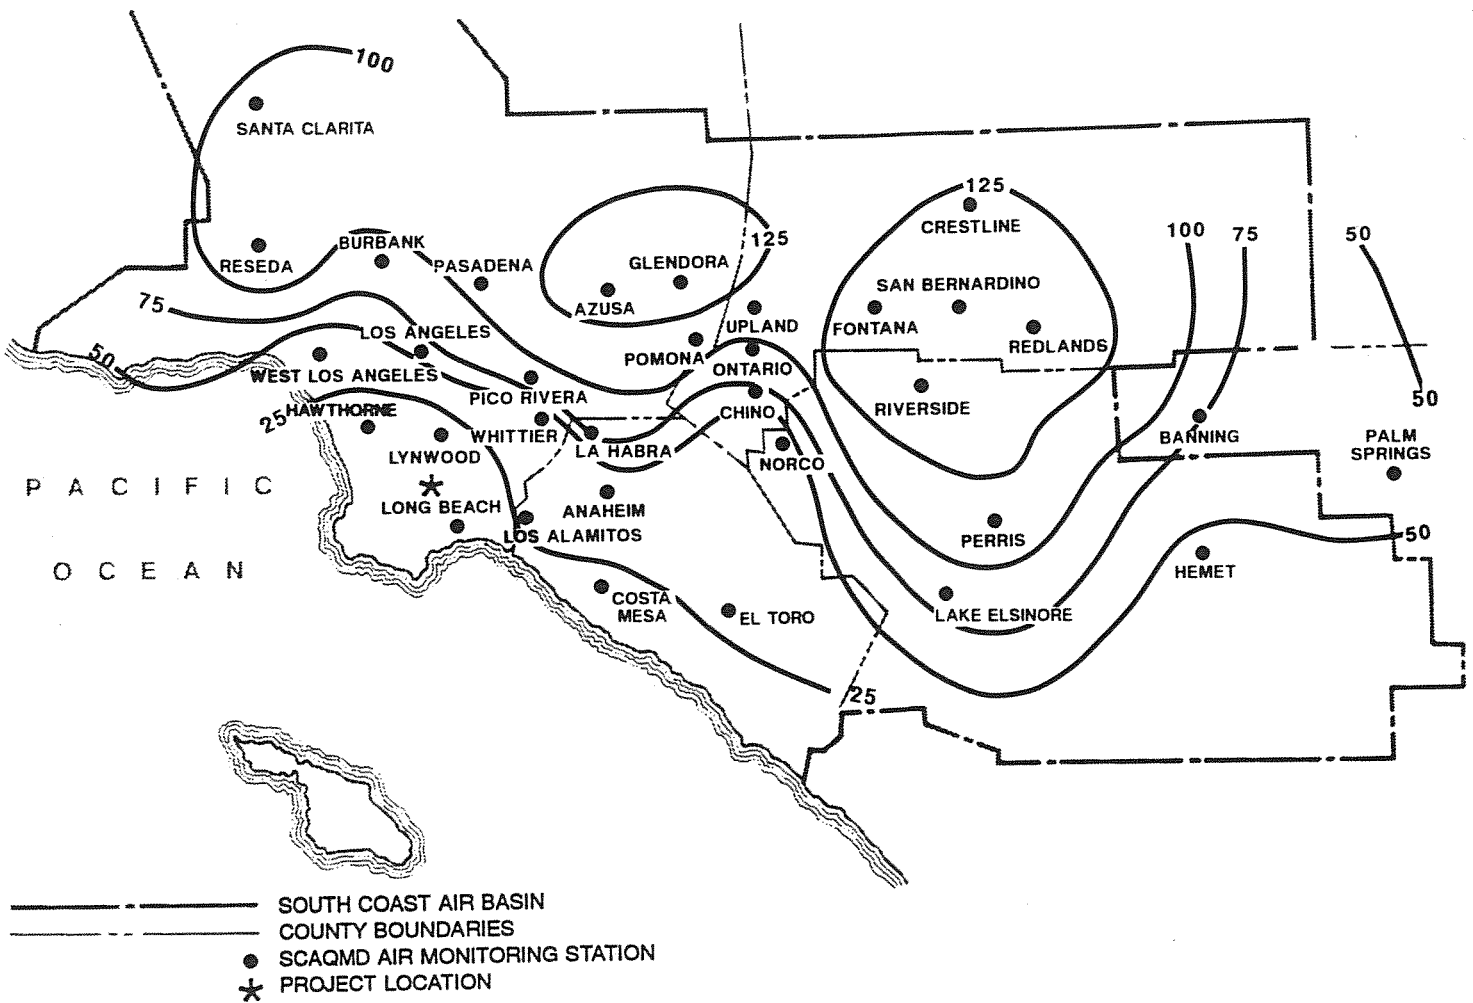 100
SANTA CLARITA
125
CRESTLINE
100
75
50
BURBANK
125
RESEDA
PASADENA
GLENDORA
SAN BERNARDINO
75
AZUSA
UPLAND
FONTANA
LOS ANGELES
REDLANDS
50
POMONA
ONTARIO
WEST LOS ANGELES
PICO RIVERA
50
25
HAWTHORNE
CHINO
RIVERSIDE
WHITTIER
BANNING
PALM
SPRINGS
LYNWOOD
LA HABRA
NORCO
PACIFIC
OCEAN
LONG BEACH
ANAHEIM
LOS ALAMITOS
PERRIS
50
HEMET
COSTA
MESA
EL TORO
LAKE ELSINORE
25
SOUTH COAST AIR BASIN
COUNTY BOUNDARIES
SCAQMD AIR MONITORING STATION
PROJECT LOCATION